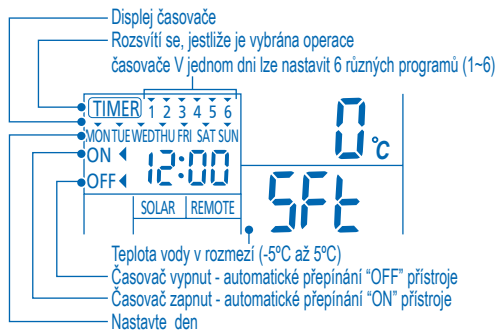 Displej časovače
Rozsvítí se, jestliže je vybrána operace
časovače V jednom dni lze nastavit 6 různých programů (1~6)
TIMER 1 2 3 4 5 6
MON TUE WED THU FRI SAT SUN
ON
12:00
OFF
0 °C
SOLAR REMOTE
SFt
Teplota vody v rozmezí (-5ºC až 5ºC)
Časovač vypnut - automatické přepínání “OFF” přístroje
Časovač zapnut - automatické přepínání “ON” přístroje
Nastavte den